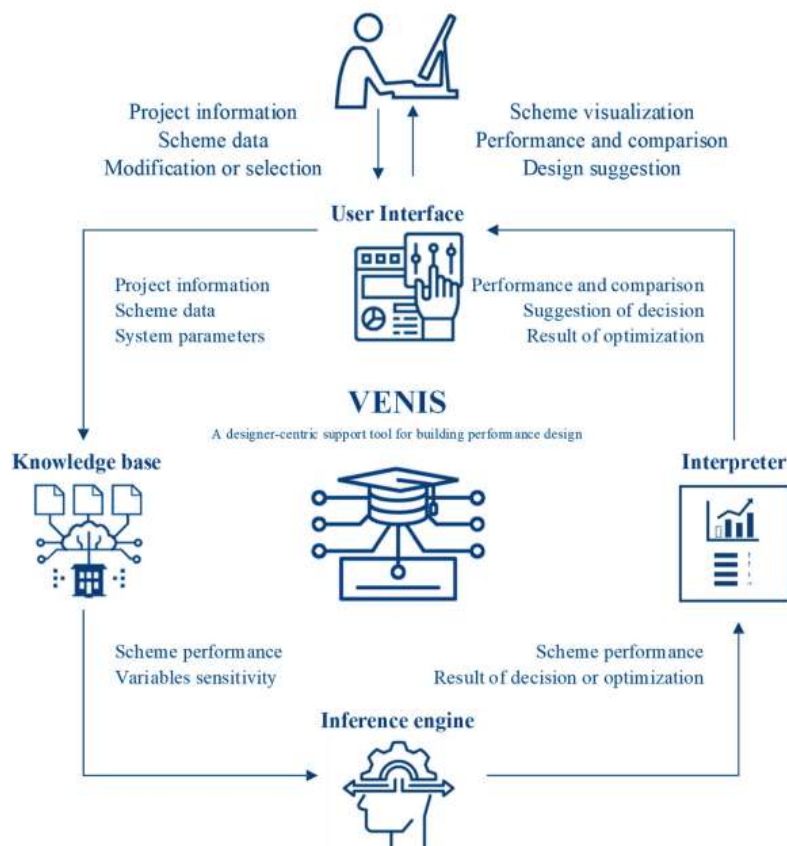 Project information
Scheme data
Modification or selection
Scheme visualization
Performance and comparison
Design suggestion
User Interface
Project information
Scheme data
System parameters
Performance and comparison
Suggestion of decision
Result of optimization
VENIS
A designer-centric support tool for building performance design
Knowledge base
Interpreter
Scheme performance
Variables sensitivity
Scheme performance
Result of decision or optimization
Inference engine